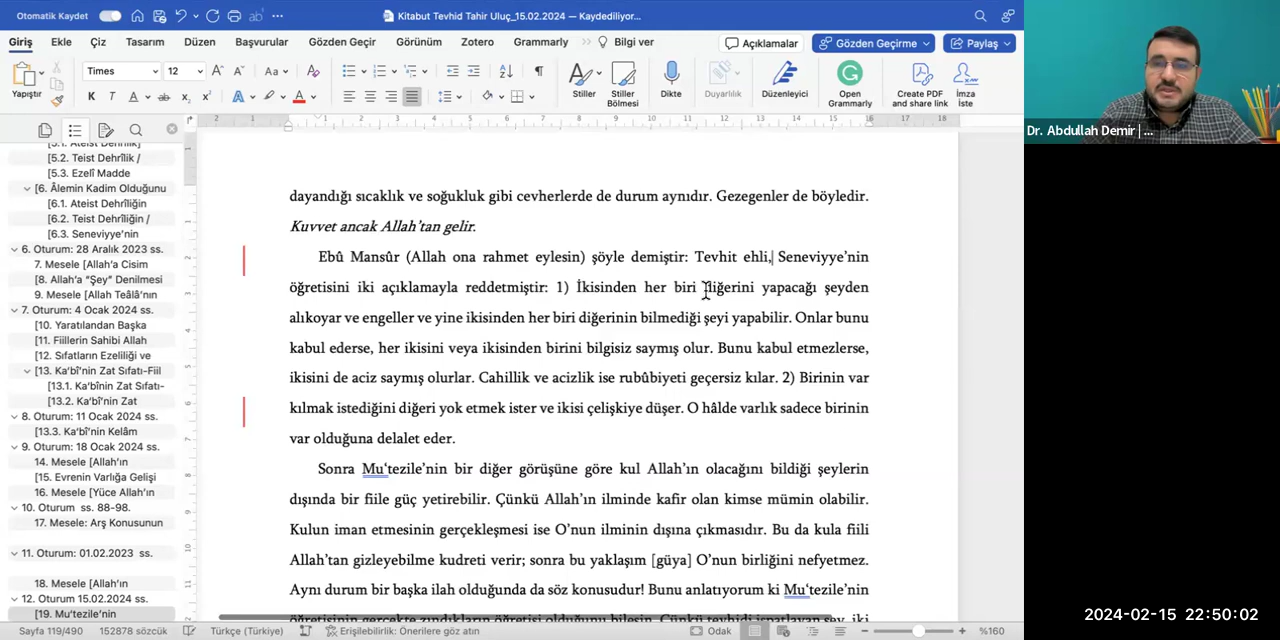 Otomatik Kaydet
Kitabut Tevhid Tahir Uluç_15.02.2024 — Kaydediliyor...
Giriş Ekle Çiz Tasarım Düzen Başvurular Gözden Geçir Görünüm Zotero Grammarly Bilgi ver Açıklamalar Gözden Geçirme Paylaş
Yapıştır
Times 12
K T A
Stiller
Stiller Bölmesi
Dikte
Duyarlılık
Düzenleyici
Open Grammarly
Create PDF and share link
İmza İste
Dr. Abdullah Demir | ...
[5.1. Ateist Dehrîlik]
[5.2. Teist Dehrîlik /
[5.3. Ezelî Madde
[6. Âlemin Kadim Olduğunu
[6.1. Ateist Dehrîliğin
[6.2. Teist Dehrîliğin /
[6.3. Seneviyye’nin
6. Oturum: 28 Aralık 2023 ss.
7. Mesele [Allah’a Cisim
[8. Allah’a “Şey” Denilmesi
9. Mesele [Allah Teâlâ’nın
7. Oturum: 4 Ocak 2024 ss.
[10. Yaratılandan Başka
[11. Fiillerin Sahibi Allah
[12. Sıfatların Ezeliliği ve
[13. Ka‘bî’nin Zat Sıfatı-Fiil
[13.1. Ka‘bînin Zat Sıfatı-
[13.2. Ka‘bî’nin Zat
8. Oturum: 11 Ocak 2024 ss.
[13.3. Ka‘bî’nin Kelâm
9. Oturum: 18 Ocak 2024 ss.
14. Mesele [Allah’ın
[15. Evrenin Varlığa Gelişi
16. Mesele [Yüce Allah’ın
10. Oturum ss. 88-98.
17. Mesele: Arş Konusunun
11. Oturum: 01.02.2023 ss.
18. Mesele [Allah’ın
12. Oturum 15.02.2024 ss.
[19. Mu‘tezile’nin
dayandığı sıcaklık ve soğukluk gibi cevherlerde de durum aynıdır. Gezegenler de böyledir.
Kuvvet ancak Allah’tan gelir.
Ebû Mansûr (Allah ona rahmet eylesin) şöyle demiştir: Tevhit ehli, Seneviyye’nin
öğretisini iki açıklamayla reddetmiştir: 1) İkisinden her biri diğerini yapacağı şeyden
alıkoyar ve engeller ve yine ikisinden her biri diğerinin bilmediği şeyi yapabilir. Onlar bunu
kabul ederse, her ikisini veya ikisinden birini bilgisiz saymış olur. Bunu kabul etmezlerse,
ikisini de aciz saymış olurlar. Cahillik ve acizlik ise rubûbiyeti geçersiz kılar. 2) Birinin var
kılmak istediğini diğeri yok etmek ister ve ikisi çelişkiye düşer. O hâlde varlık sadece birinin
var olduğuna delalet eder.
Sonra Mu‘tezile’nin bir diğer görüşüne göre kul Allah’ın olacağını bildiği şeylerin
dışında bir fiile güç yetirebilir. Çünkü Allah’ın ilminde kafir olan kimse mümin olabilir.
Kulun iman etmesinin gerçekleşmesi ise O’nun ilminin dışına çıkmasıdır. Bu da kula fiili
Allah’tan gizleyebilme kudreti verir; sonra bu yaklaşım [güya] O’nun birliğini nefyetmez.
Aynı durum bir başka ilah olduğunda da söz konusudur! Bunu anlatıyorum ki Mu‘tezile’nin
öğretisinin gerçekte zındıkların öğretisi olduğunu bilesin. Çünkü tevhidi ispatlayan şey, iki
Sayfa 119/490 152878 sözcük Türkçe (Türkiye) Erişilebilirlik: Önerilere göz atın Odak %160
2024-02-15 22:50:02